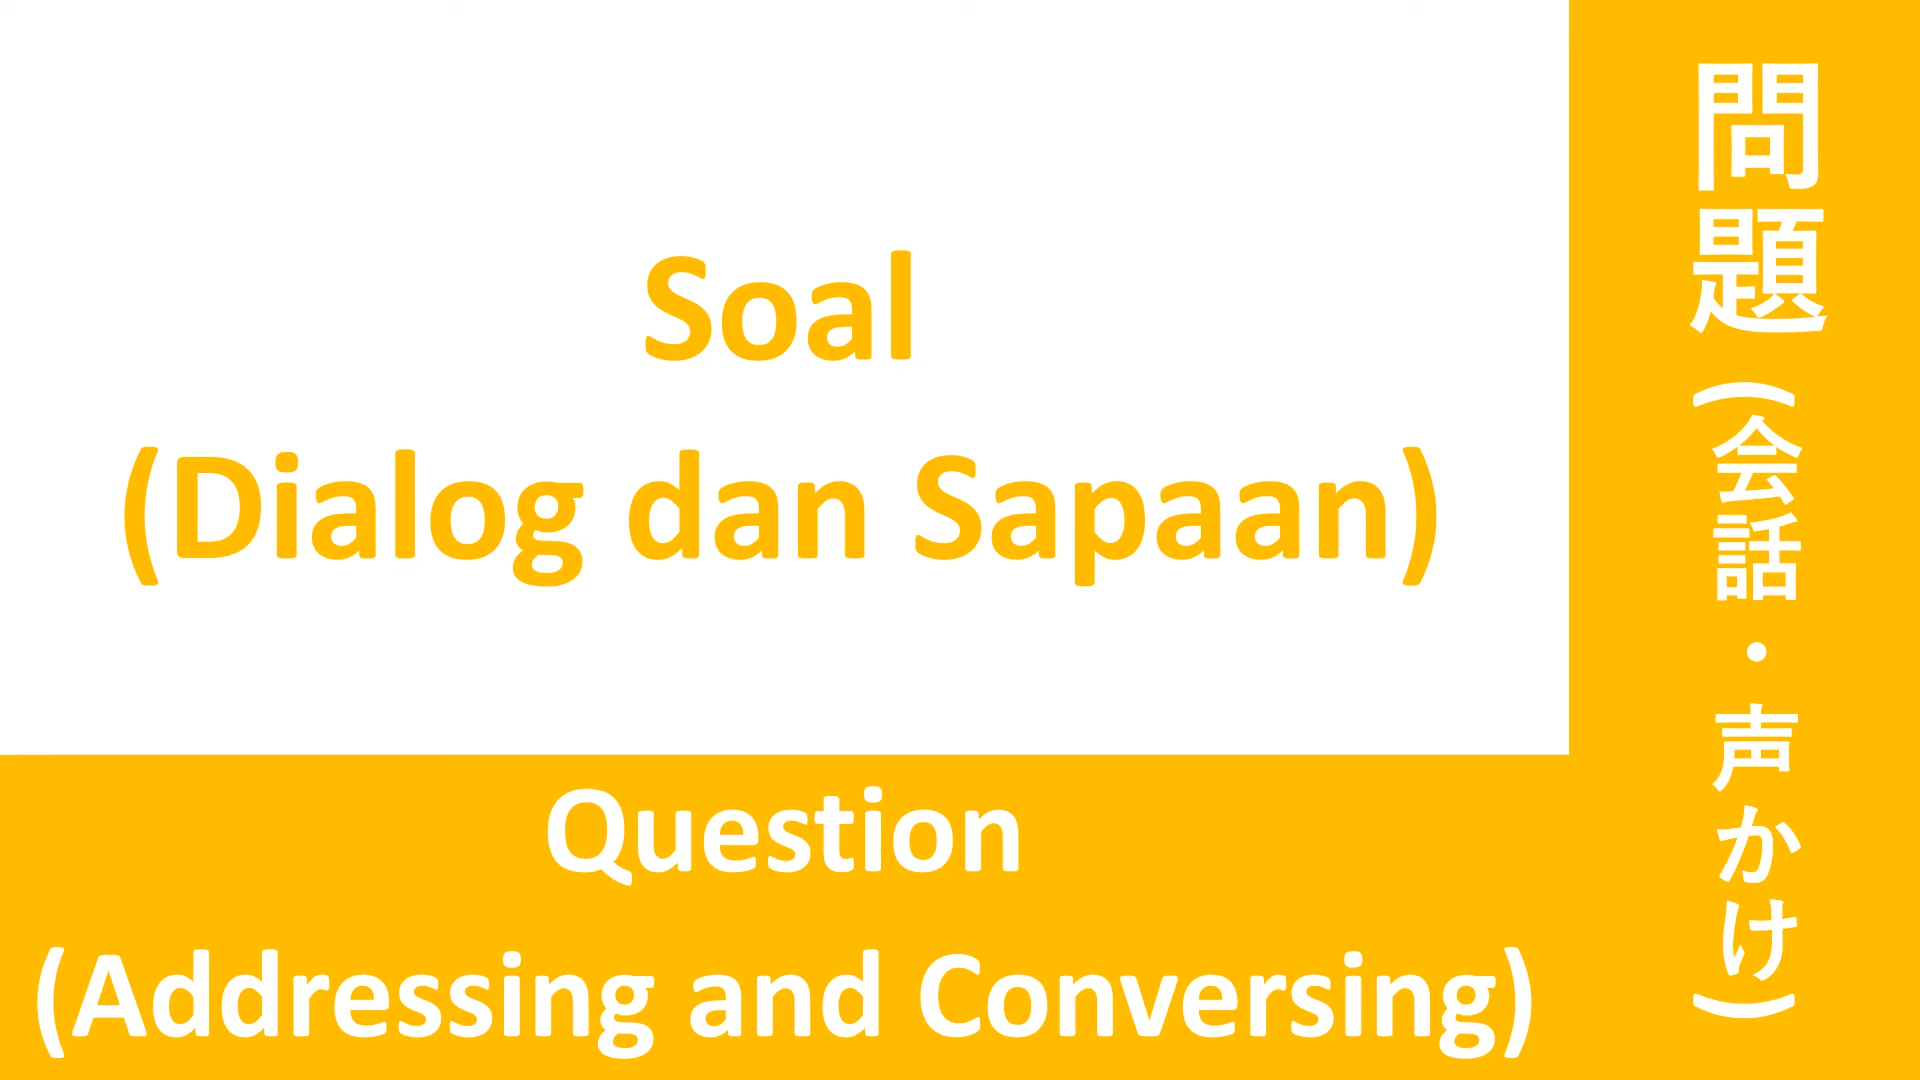 Soal
(Dialog dan Sapaan)
Question
(Addressing and Conversing)
問題(会話・声かけ)